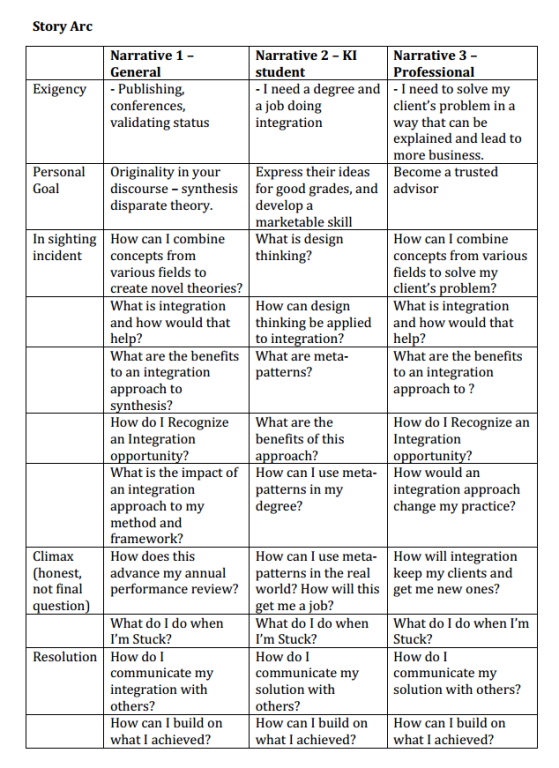 Story Arc
Narrative 1 –
General
Narrative 2 – KI
student
Narrative 3 –
Professional
Exigency
- Publishing,
conferences,
validating status
- I need a degree and
a job doing
integration
- I need to solve my
client's problem in a
way that can be
explained and lead to
more business.
Personal
Goal
Originality in your
discourse – synthesis
disparate theory.
Express their ideas
for good grades, and
develop a
marketable skill
Become a trusted
advisor
In sighting
incident
How can I combine
concepts from
various fields to
create novel theories?
What is design
thinking?
How can I combine
concepts from various
fields to solve my
client's problem?
What is integration
and how would that
help?
How can design
thinking be applied
to integration?
What is integration
and how would that
help?
What are the benefits
to an integration
approach to
synthesis?
What are meta-
patterns?
What are the benefits
to an integration
approach to ?
How do I Recognize
an Integration
opportunity?
What are the
benefits of this
approach?
How do I Recognize an
Integration
opportunity?
What is the impact of
an integration
approach to my
method and
framework?
How can I use meta-
patterns in my
degree?
How would an
integration approach
change my practice?
Climax
(honest,
not final
question)
How does this
advance my annual
performance review?
How can I use meta-
patterns in the real
world? How will this
get me a job?
How will integration
keep my clients and
get me new ones?
What do I do when
I'm Stuck?
What do I do when
I'm Stuck?
What do I do when I'm
Stuck?
Resolution
How do I
communicate my
integration with
others?
How do I
communicate my
solution with
others?
How do I
communicate my
solution with others?
How can I build on
what I achieved?
How can I build on
what I achieved?
How can I build on
what I achieved?